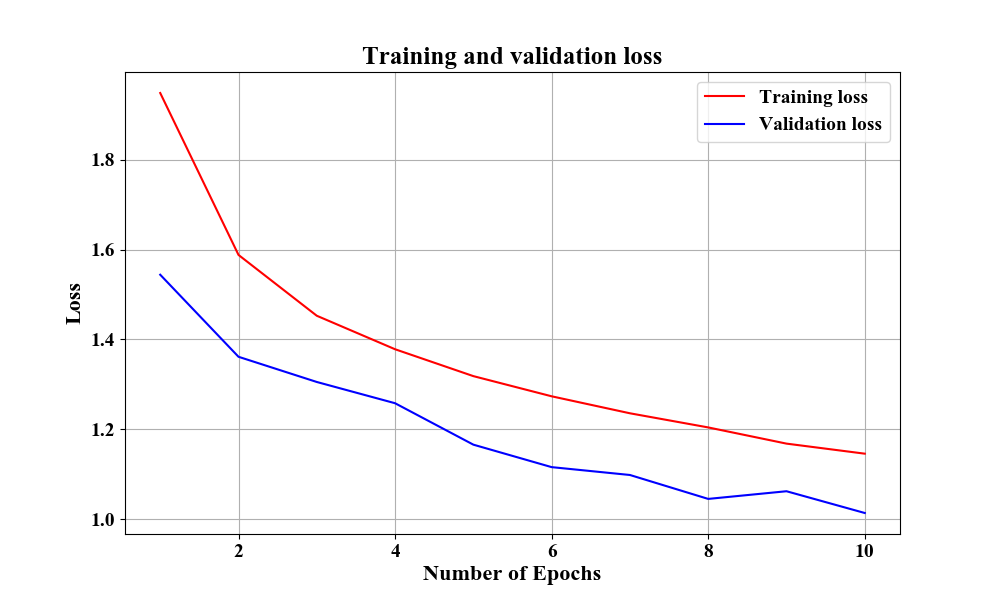 Training and validation loss
Training loss
Validation loss
1.8
1.6
1.4
1.2
1.0
Loss
2 4 6 8 10
Number of Epochs